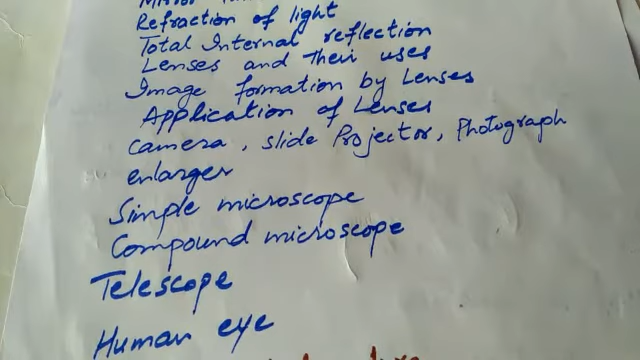 Refraction of light
Total Internal reflection
Lenses and Their uses
Image formation by Lenses
Application of Lenses
camera, slide Projector, Photograph
enlarger
Simple microscope
Compound microscope
Telescope
Human eye